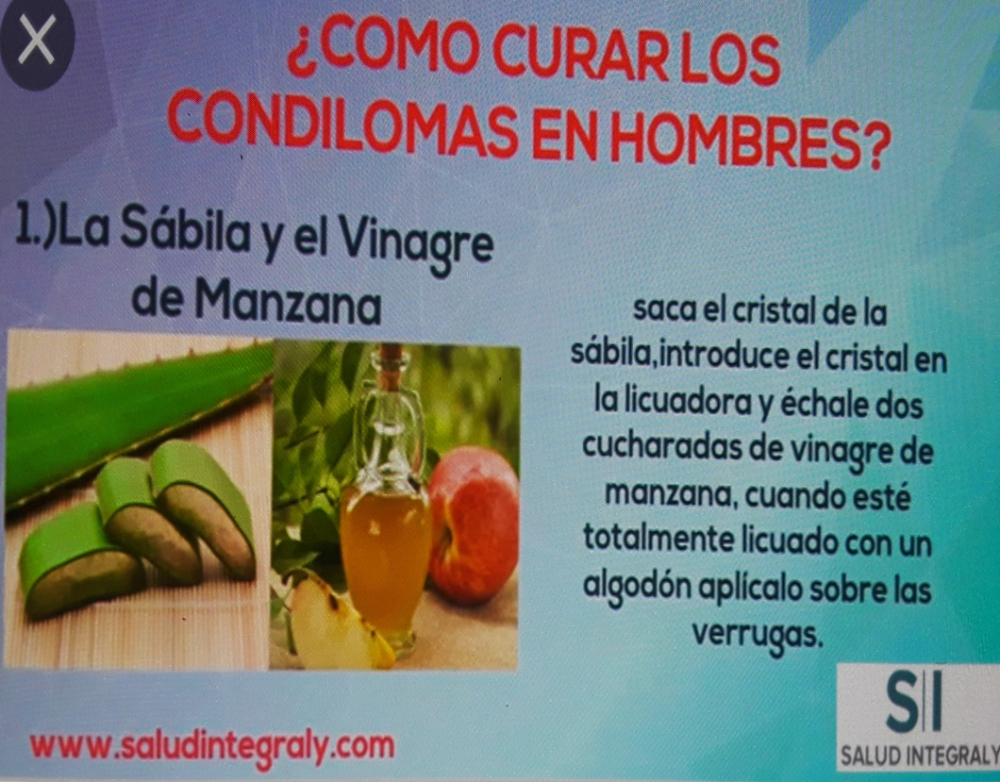 ¿COMO CURAR LOS
CONDILOMAS EN HOMBRES?
1.)La Sábila y el Vinagre
de Manzana
saca el cristal de la
sábila,introduce el cristal en
la licuadora y échale dos
cucharadas de vinagre de
manzana, cuando esté
totalmente licuado con un
algodón aplícalo sobre las
verrugas.
www.saludintegraly.com
S|I
SALUD INTEGRALY